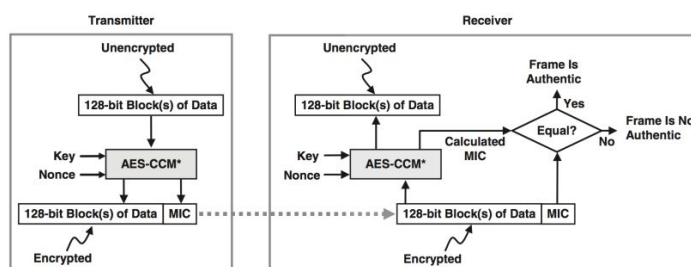 Transmitter
Unencrypted
128-bit Block(s) of Data
Key
Nonce
AES-CCM*
128-bit Block(s) of Data
MIC
Encrypted
Receiver
Unencrypted
128-bit Block(s) of Data
Key
Nonce
AES-CCM*
Calculated
MIC
Frame Is
Authentic
Yes
Equal?
No
Frame Is No
Authentic
128-bit Block(s) of Data
MIC
Encrypted